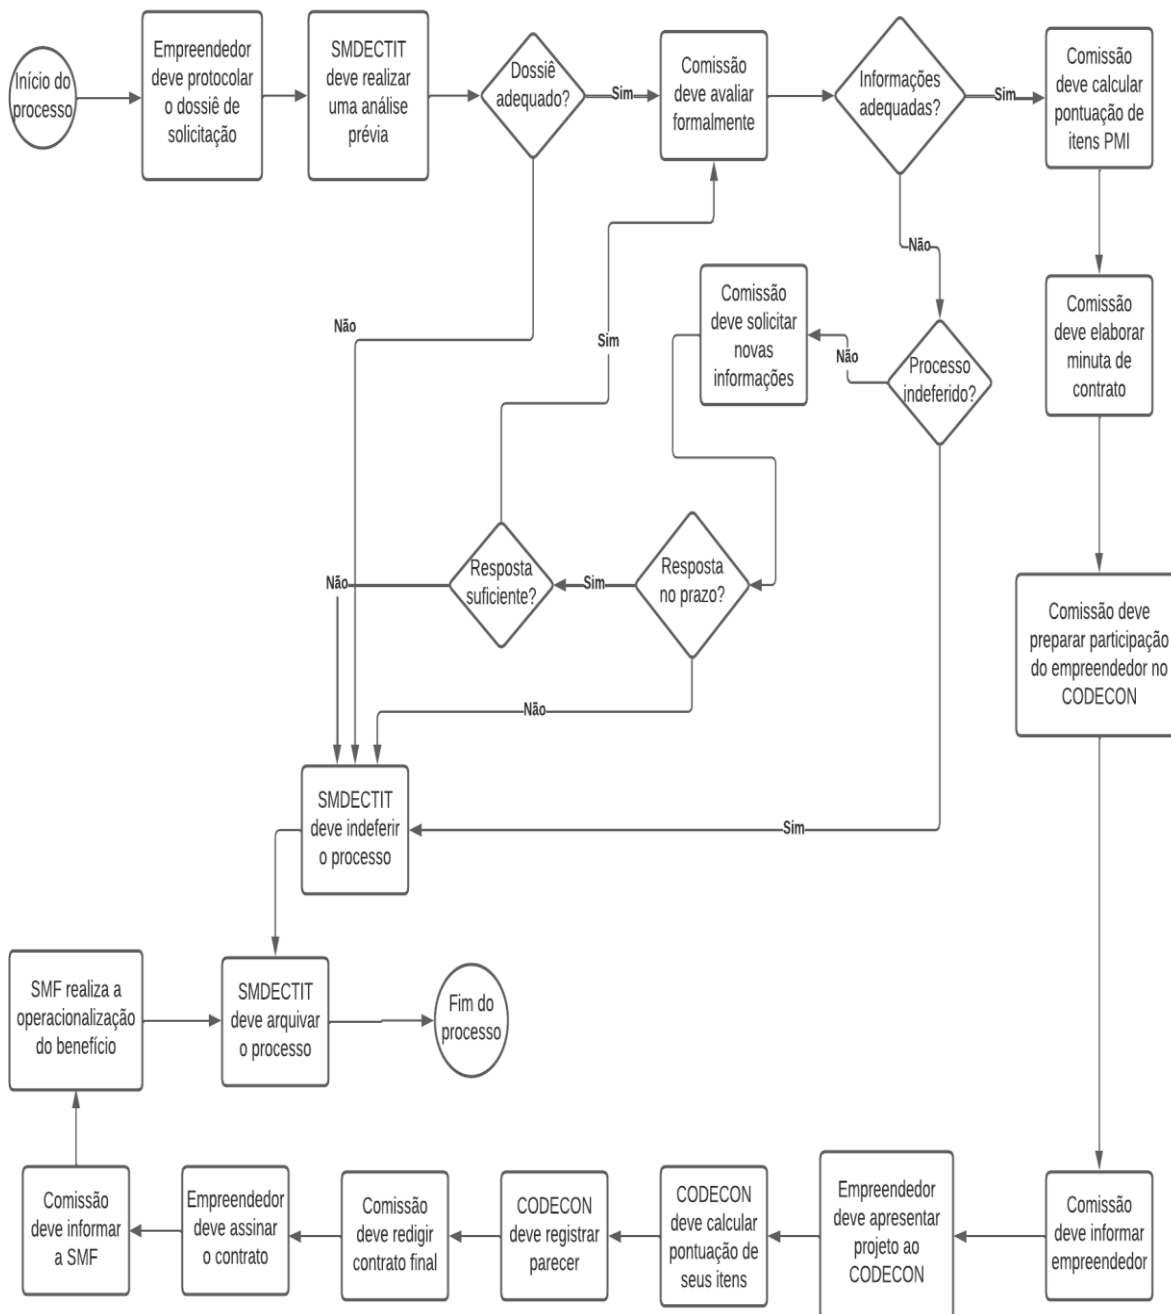 Início do
processo
Empreendedor
deve protocolar
o dossiê de
solicitação
SMDECTIT
deve realizar
uma análise
prévia
Dossiê
adequado?
Sim
Comissão
deve avaliar
formalmente
Informações
adequadas?
Sim
Comissão
deve calcular
pontuação de
itens PMI
Não
Comissão
deve solicitar
novas
informações
Não
Processo
indeferido?
Comissão
deve elaborar
minuta de
contrato
Não
Sim
Resposta
suficiente?
Não
Sim
Resposta
no prazo?
Não
Comissão deve
preparar participação
do empreendedor no
CODECON
SMDECTIT
deve indeferir
o processo
Sim
SMF realiza a
operacionalização
do benefício
SMDECTIT
deve arquivar
o processo
Fim do
processo
Comissão
deve informar
a SMF
Empreendedor
deve assinar
o contrato
Comissão
deve redigir
contrato final
CODECON
deve registrar
parecer
CODECON
deve calcular
pontuação de
seus itens
Empreendedor
deve apresentar
projeto ao
CODECON
Comissão
deve informar
empreendedor